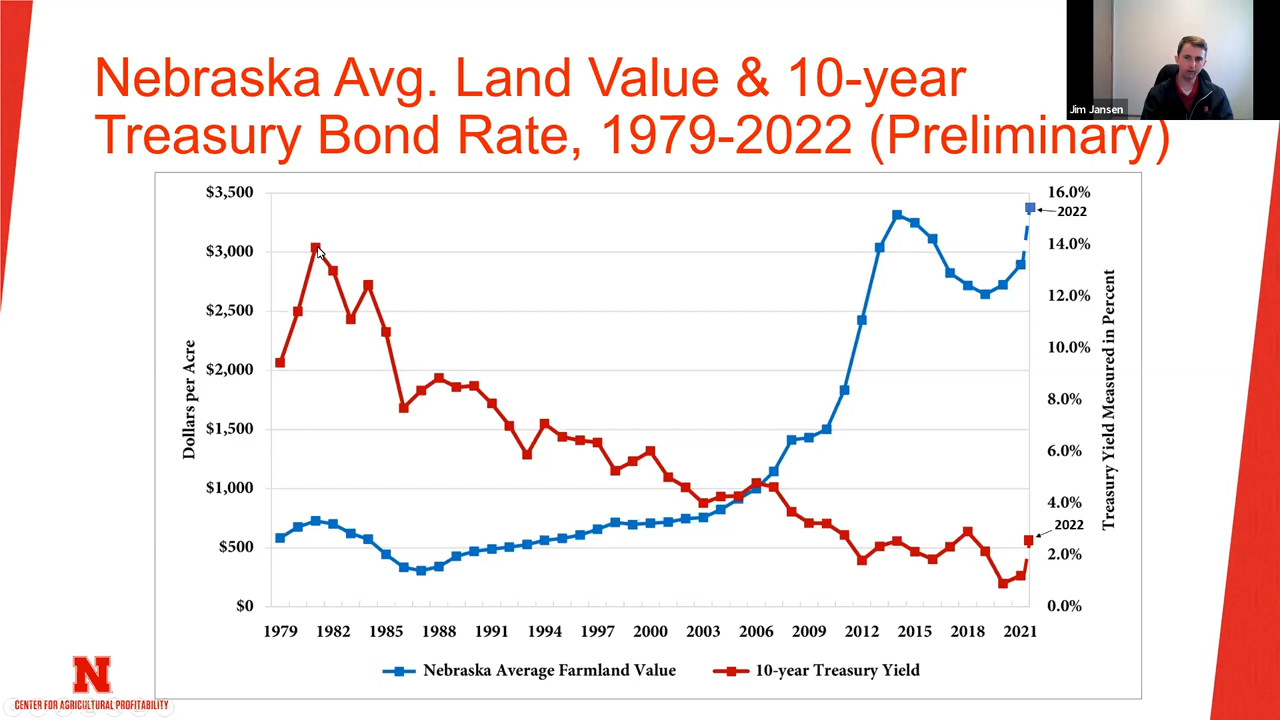 Nebraska Avg. Land Value & 10-year
Treasury Bond Rate, 1979-2022 (Preliminary)
Jim Jansen
$3,500
$3,000
$2,500
$2,000
$1,500
$1,000
$500
$0
Dollars per Acre
16.0%
14.0%
12.0%
10.0%
8.0%
6.0%
4.0%
2.0%
0.0%
Treasury Yield Measured in Percent
2022
2022
1979 1982 1985 1988 1991 1994 1997 2000 2003 2006 2009 2012 2015 2018 2021
Nebraska Average Farmland Value 10-year Treasury Yield
N
CENTER FOR AGRICULTURAL PROFITABILITY